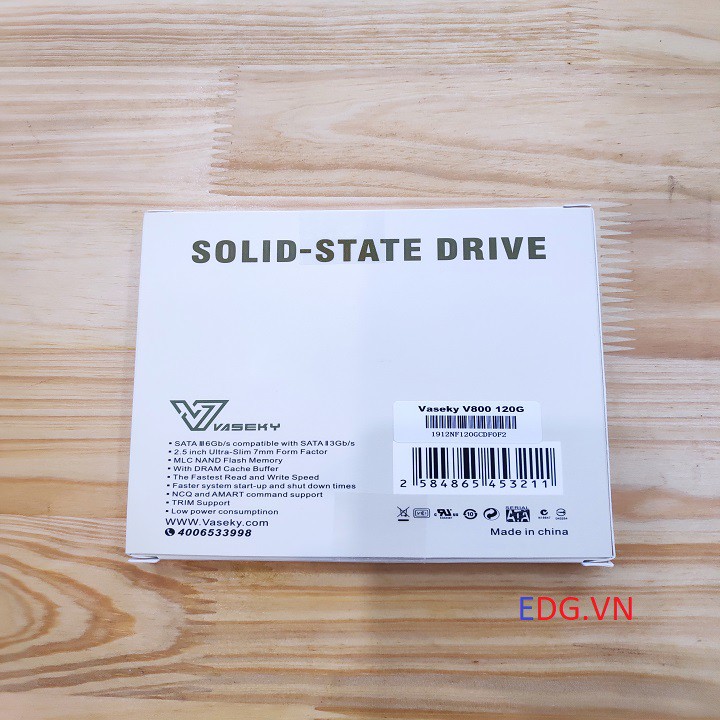 SOLID-STATE DRIVE
VASEKY
• SATA III 6Gb/s compatible with SATA II 3Gb/s
• 2.5 inch Ultra-Slim 7mm Form Factor
• MLC NAND Flash Memory
• With DRAM Cache Buffer
• The Fastest Read and Write Speed
• Faster system start-up and shut down times
• NCQ and AMART command support
• TRIM Support
• Low power consumptinon
WWW.Vaseky.com
4006533998
Vaseky V800 120G
1912NF120GCDF0F2
2 584865 453211
SERIAL
ATA
Made in china
EDG.VN